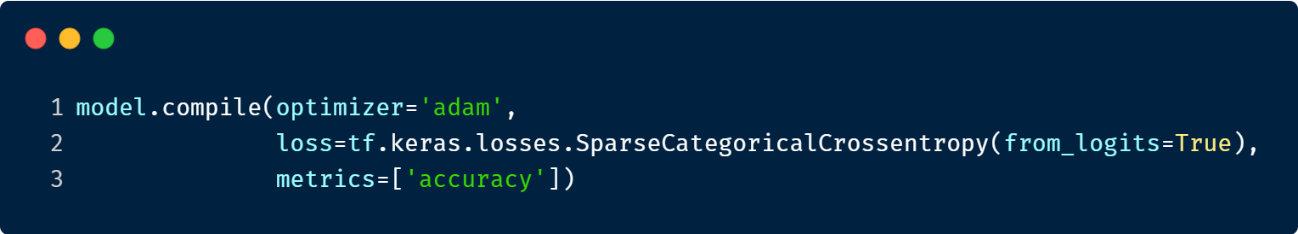 1 model.compile(optimizer='adam',
2 loss=tf.keras.losses.SparseCategoricalCrossentropy(from_logits=True),
3 metrics=['accuracy'])